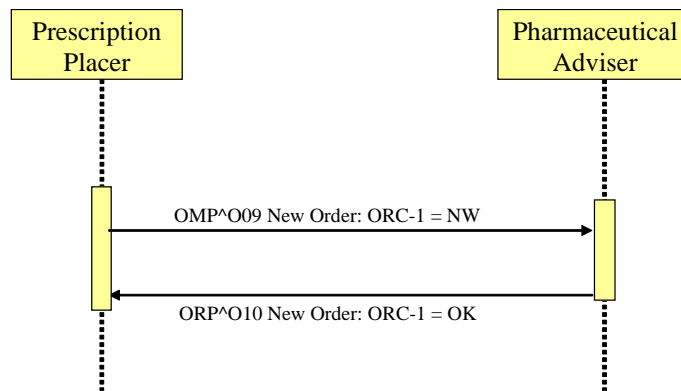 Prescription
Placer
Pharmaceutical
Adviser
OMP^O09 New Order: ORC-1 = NW
ORP^O10 New Order: ORC-1 = OK